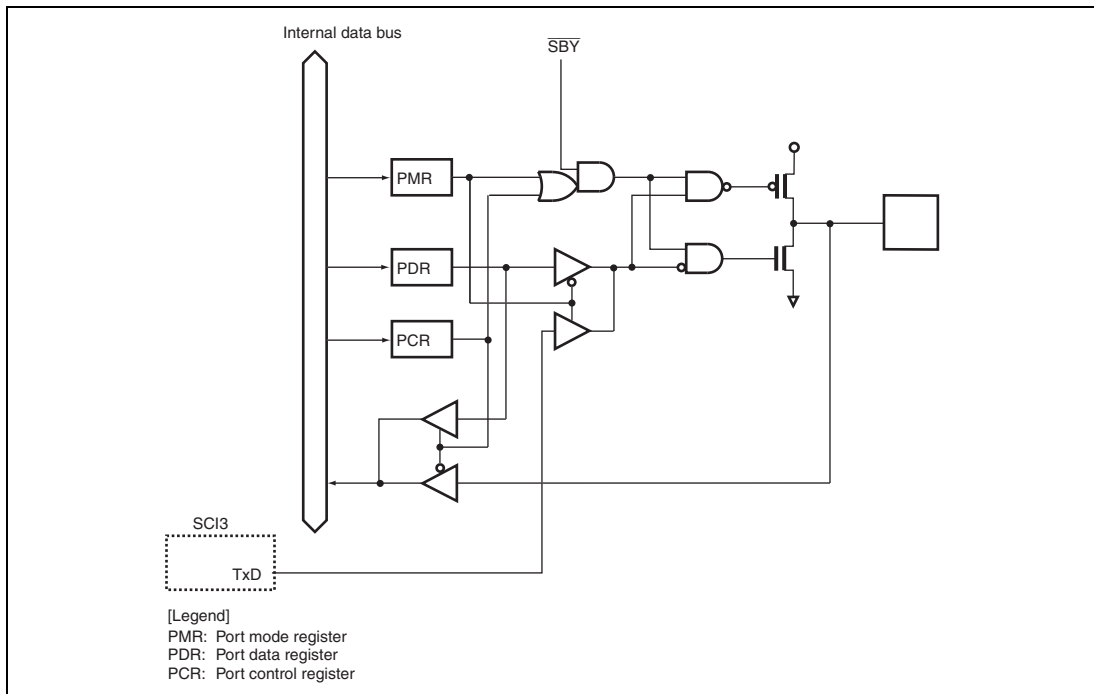 Internal data bus
SBY
PMR
PDR
PCR
SCI3
TxD
[Legend]
PMR: Port mode register
PDR: Port data register
PCR: Port control register